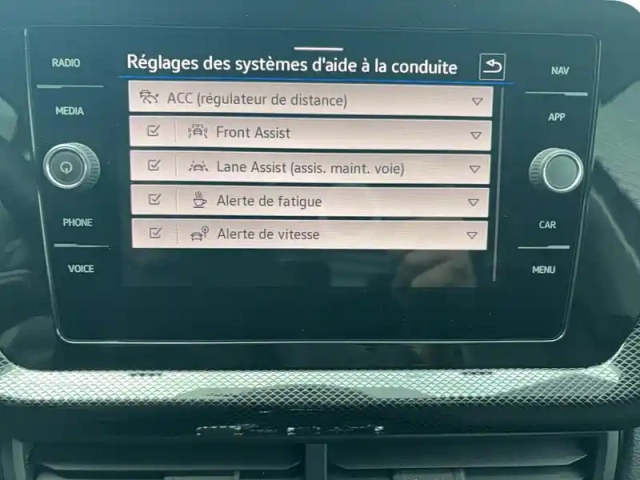 Réglages des systèmes d'aide à la conduite
RADIO
MEDIA
PHONE
VOICE
ACC (régulateur de distance)
Front Assist
Lane Assist (assis. maint. voie)
Alerte de fatigue
Alerte de vitesse
NAV
APP
CAR
MENU